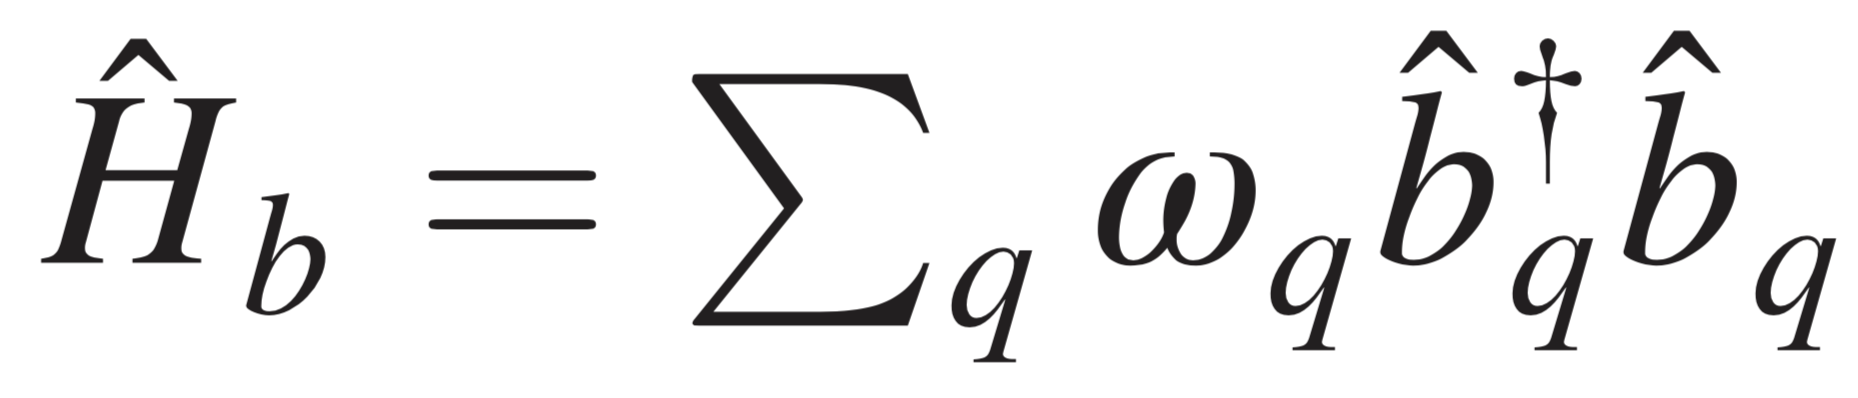 Ĥ_b = ∑_q ω_q b̂†_q b̂_q